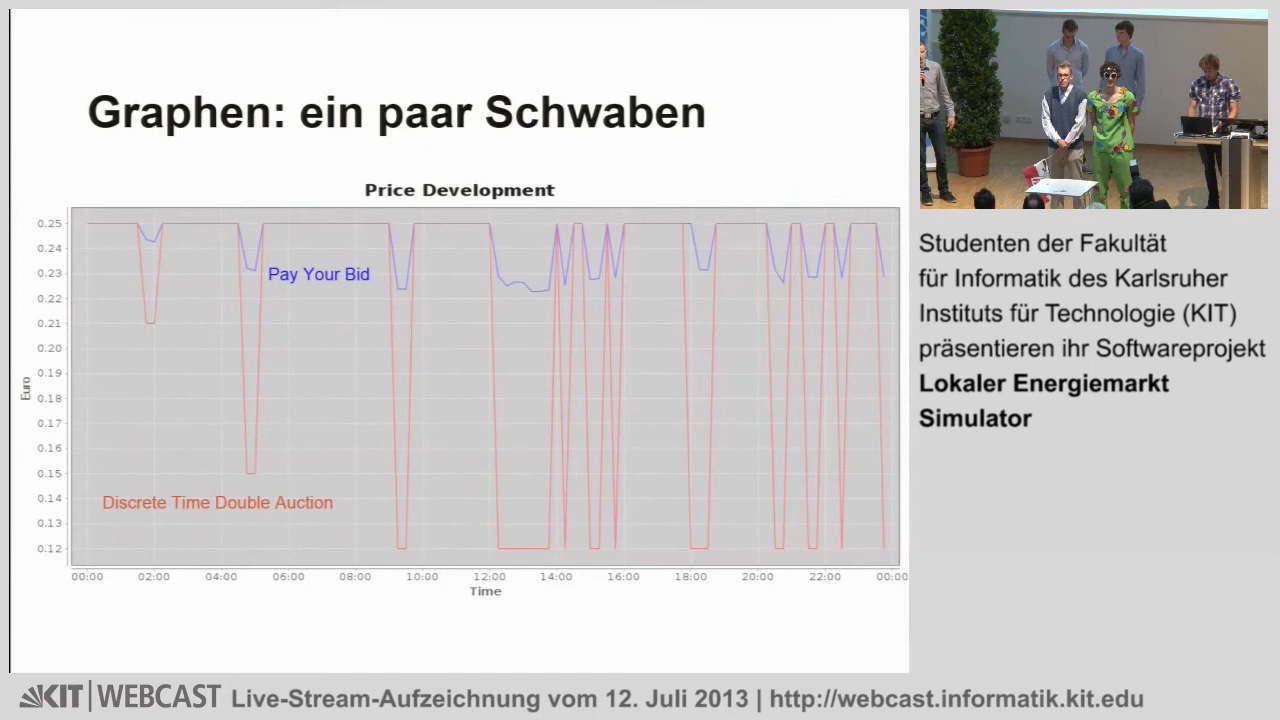 Graphen: ein paar Schwaben
Price Development
0.25
0.24
0.23
0.22
0.21
0.20
0.19
0.18
0.17
0.16
0.15
0.14
0.13
0.12
Euro
Pay Your Bid
Discrete Time Double Auction
00:00 02:00 04:00 06:00 08:00 10:00 12:00 14:00 16:00 18:00 20:00 22:00 00:00
Time
Studenten der Fakultät
für Informatik des Karlsruher
Instituts für Technologie (KIT)
präsentieren ihr Softwareprojekt
Lokaler Energiemarkt
Simulator
KIT WEBCAST Live-Stream-Aufzeichnung vom 12. Juli 2013 | http://webcast.informatik.kit.edu